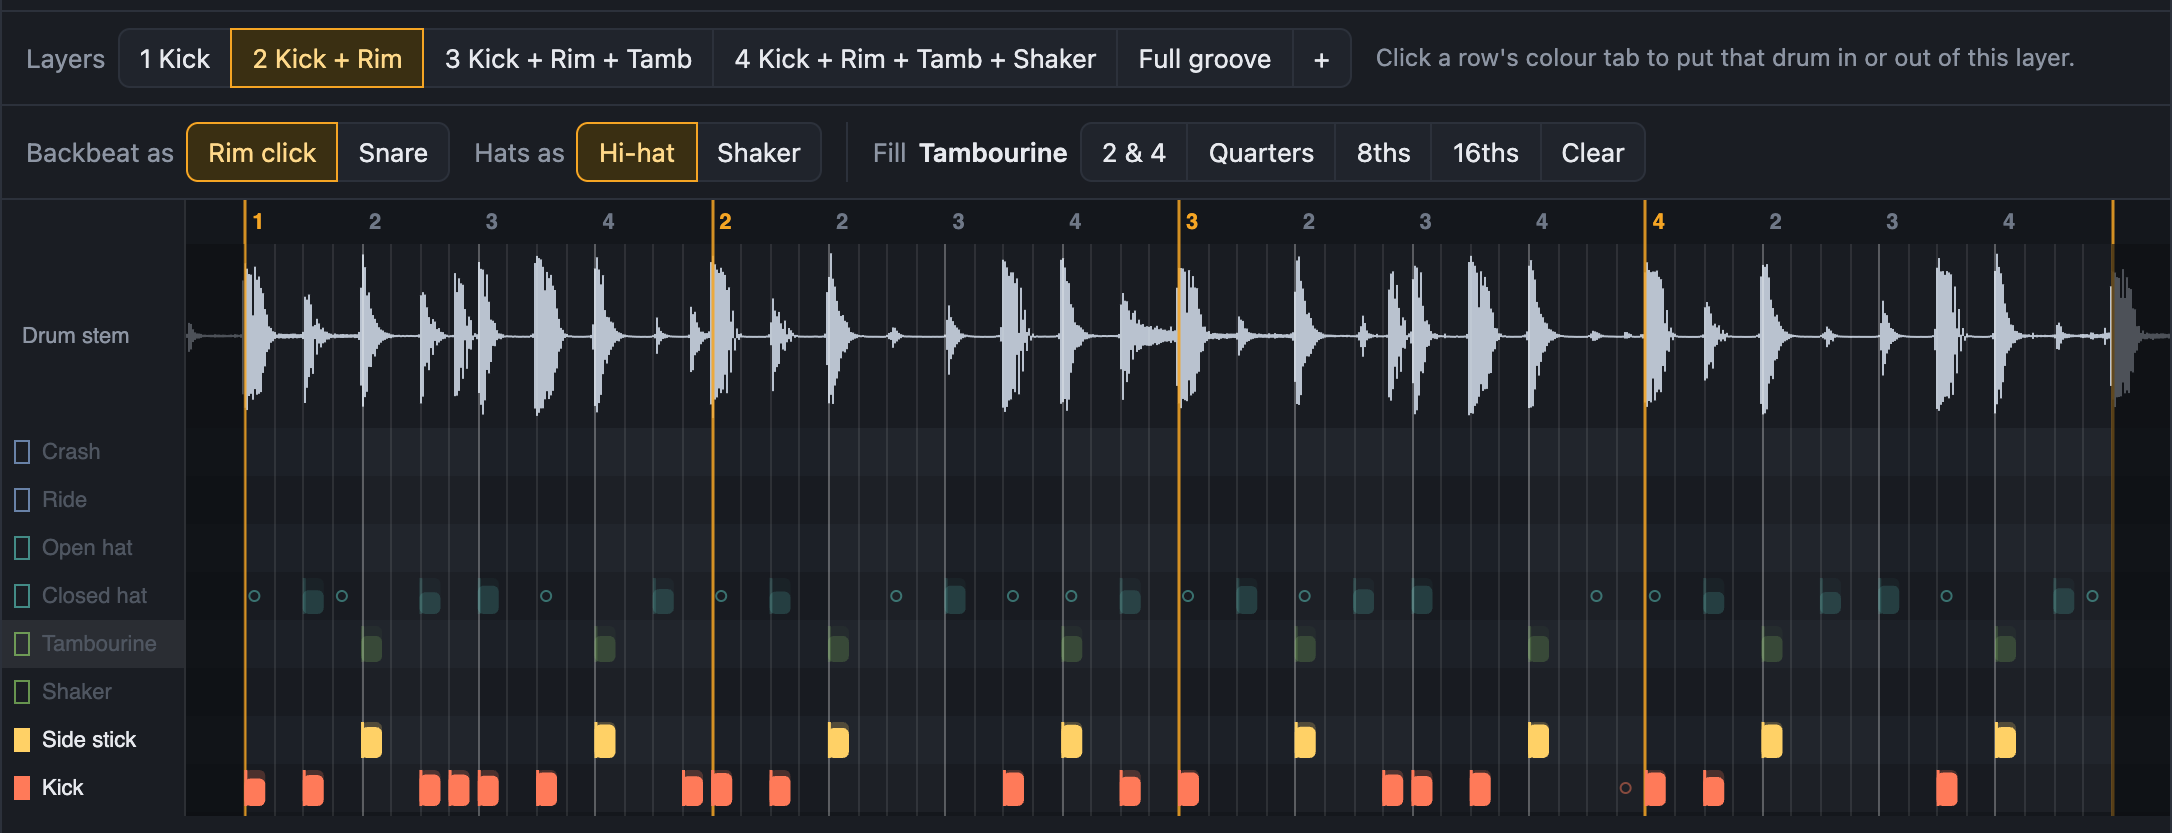 Layers 1 Kick 2 Kick + Rim 3 Kick + Rim + Tamb 4 Kick + Rim + Tamb + Shaker Full groove + Click a row's colour tab to put that drum in or out of this layer.
Backbeat as Rim click Snare Hats as Hi-hat Shaker Fill Tambourine 2 & 4 Quarters 8ths 16ths Clear
1 2 3 4 2 2 3 4 3 2 3 4 4 2 3 4
Drum stem
Crash
Ride
Open hat
Closed hat
Tambourine
Shaker
Side stick
Kick